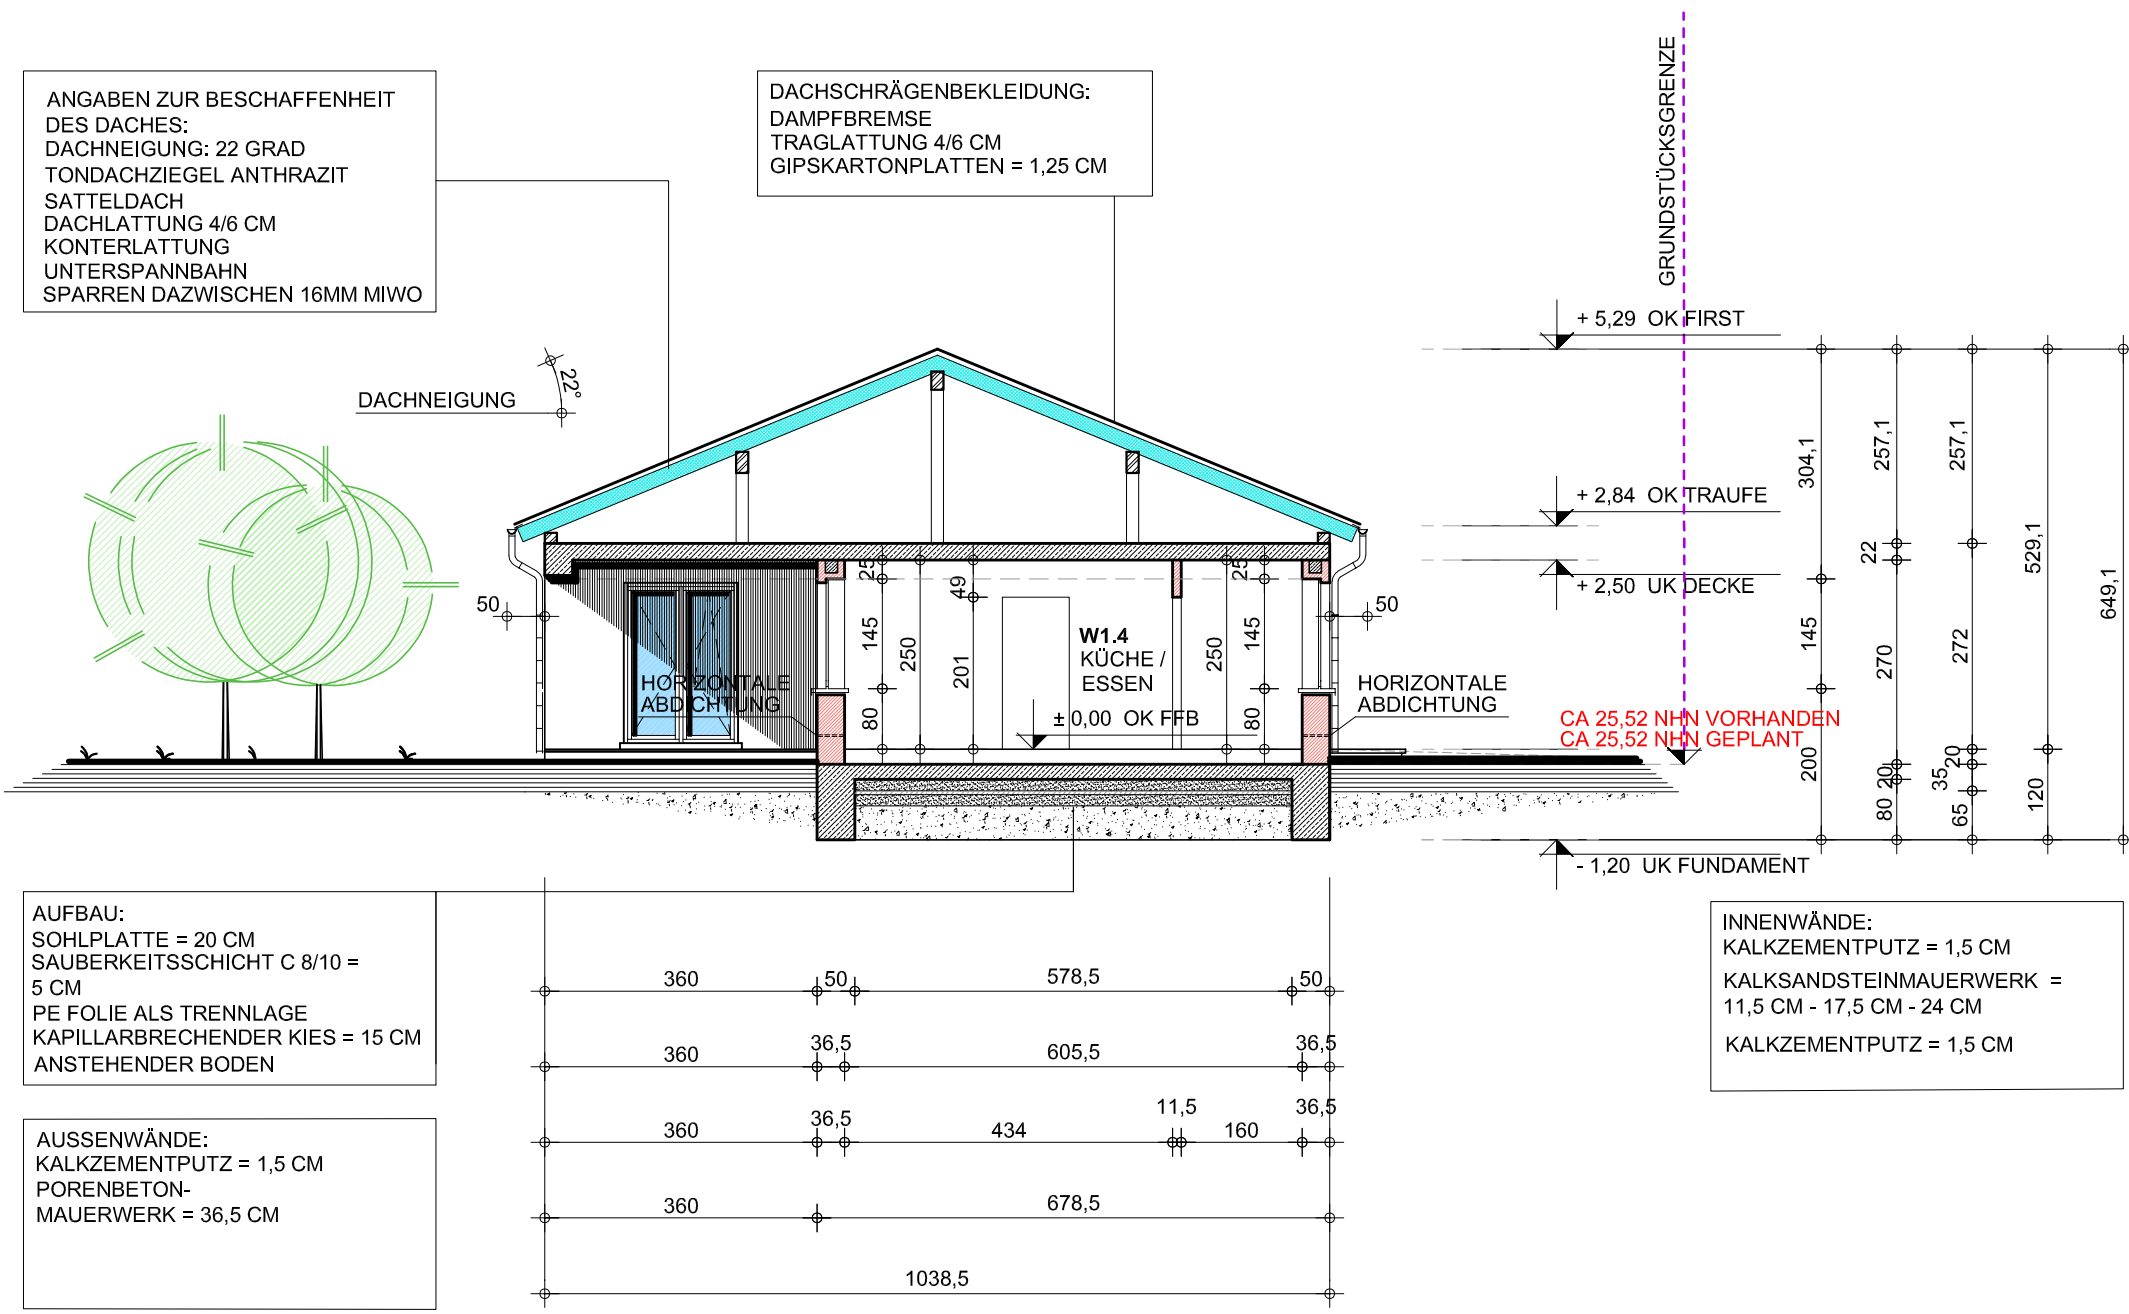 ANGABEN ZUR BESCHAFFENHEIT
DES DACHES:
DACHNEIGUNG: 22 GRAD
TONDACHZIEGEL ANTHRAZIT
SATTELDACH
DACHLATTUNG 4/6 CM
KONTERLATTUNG
UNTERSPANNBAHN
SPARREN DAZWISCHEN 16MM MIWO
DACHSCHRÄGENBEKLEIDUNG:
DAMPFBREMSE
TRAGLATTUNG 4/6 CM
GIPSKARTONPLATTEN = 1,25 CM
GRUNDSTÜCKSGRENZE
DACHNEIGUNG
22°
+ 5,29 OK FIRST
+ 2,84 OK TRAUFE
+ 2,50 UK DECKE
CA 25,52 NHN VORHANDEN
CA 25,52 NHN GEPLANT
- 1,20 UK FUNDAMENT
304,1
145
200
257,1
22
270
20
80
257,1
272
20
35
65
529,1
120
649,1
50
50
25
145
80
250
49
201
250
25
145
80
W1.4
KÜCHE /
ESSEN
± 0,00 OK FFB
HORIZONTALE
ABDICHTUNG
HORIZONTALE
ABDICHTUNG
AUFBAU:
SOHLPLATTE = 20 CM
SAUBERKEITSSCHICHT C 8/10 =
5 CM
PE FOLIE ALS TRENNLAGE
KAPILLARBRECHENDER KIES = 15 CM
ANSTEHENDER BODEN
AUSSENWÄNDE:
KALKZEMENTPUTZ = 1,5 CM
PORENBETON-
MAUERWERK = 36,5 CM
360 50 578,5 50
360 36,5 605,5 36,5
360 36,5 434 11,5 160 36,5
360 678,5
1038,5
INNENWÄNDE:
KALKZEMENTPUTZ = 1,5 CM
KALKSANDSTEINMAUERWERK =
11,5 CM - 17,5 CM - 24 CM
KALKZEMENTPUTZ = 1,5 CM